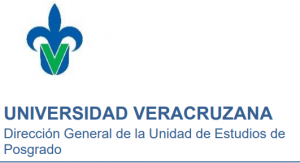 UNIVERSIDAD VERACRUZANA
Dirección General de la Unidad de Estudios de
Posgrado